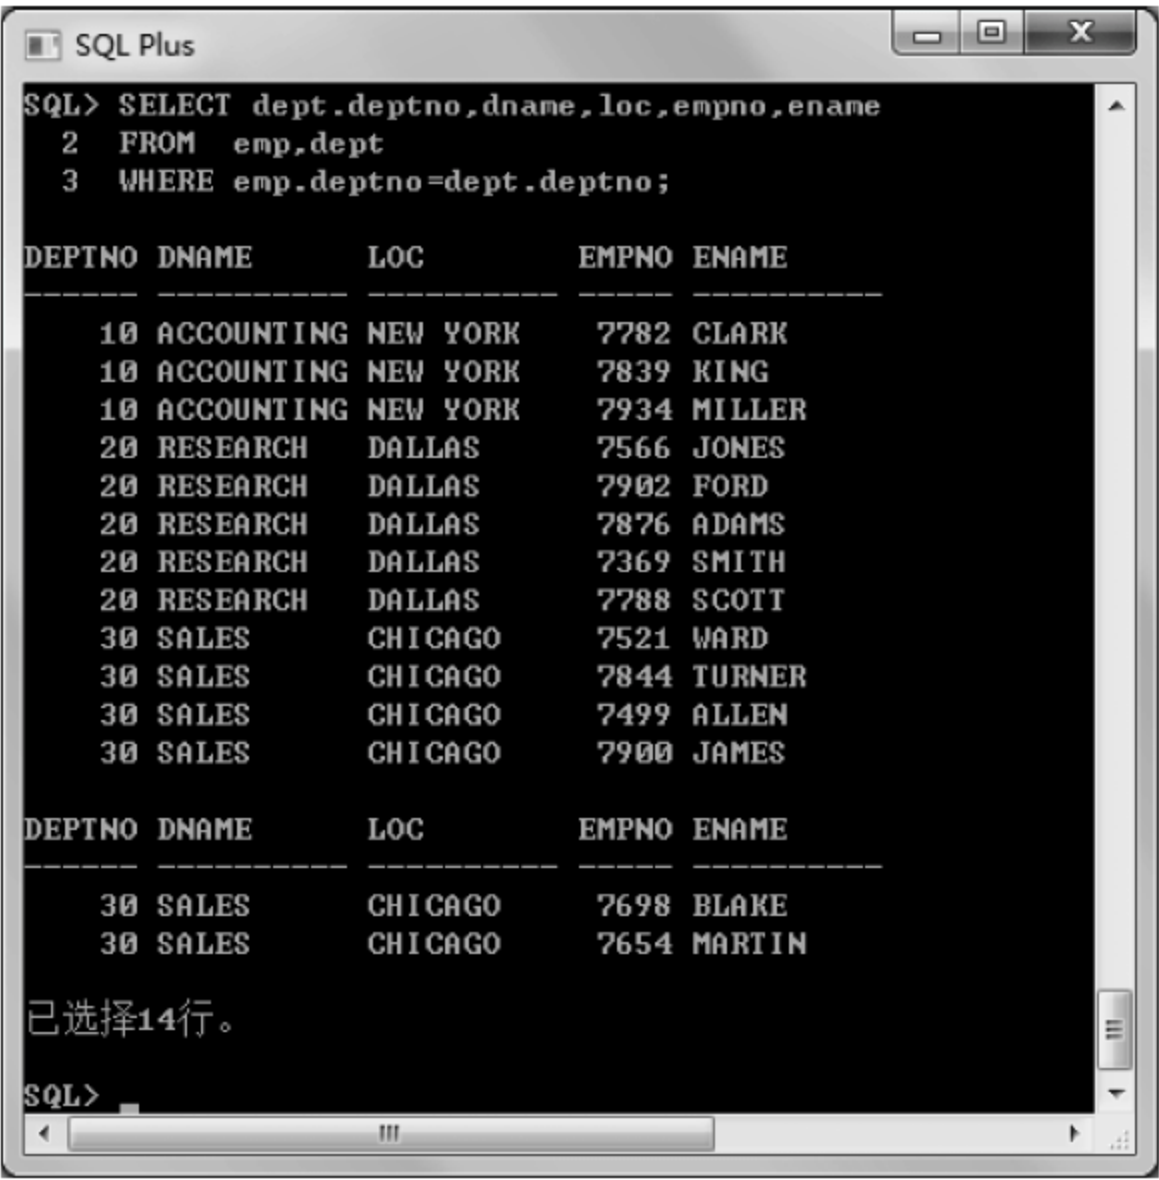 SQL Plus
SQL> SELECT dept.deptno,dname,loc,empno,ename
2 FROM emp,dept
3 WHERE emp.deptno=dept.deptno;
DEPTNO DNAME LOC EMPNO ENAME
------ ---------- ---------- ----- ----------
10 ACCOUNTING NEW YORK 7782 CLARK
10 ACCOUNTING NEW YORK 7839 KING
10 ACCOUNTING NEW YORK 7934 MILLER
20 RESEARCH DALLAS 7566 JONES
20 RESEARCH DALLAS 7902 FORD
20 RESEARCH DALLAS 7876 ADAMS
20 RESEARCH DALLAS 7369 SMITH
20 RESEARCH DALLAS 7788 SCOTT
30 SALES CHICAGO 7521 WARD
30 SALES CHICAGO 7844 TURNER
30 SALES CHICAGO 7499 ALLEN
30 SALES CHICAGO 7900 JAMES
DEPTNO DNAME LOC EMPNO ENAME
------ ---------- ---------- ----- ----------
30 SALES CHICAGO 7698 BLAKE
30 SALES CHICAGO 7654 MARTIN
已选择14行。
SQL> _